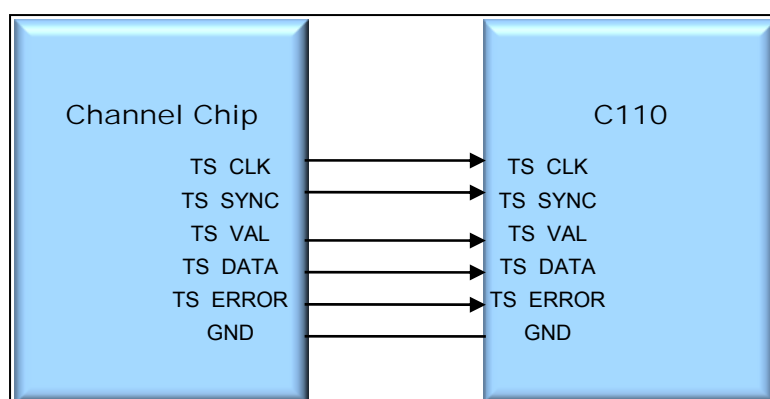 Channel Chip
TS CLK
TS SYNC
TS VAL
TS DATA
TS ERROR
GND
C110
TS CLK
TS SYNC
TS VAL
TS DATA
TS ERROR
GND